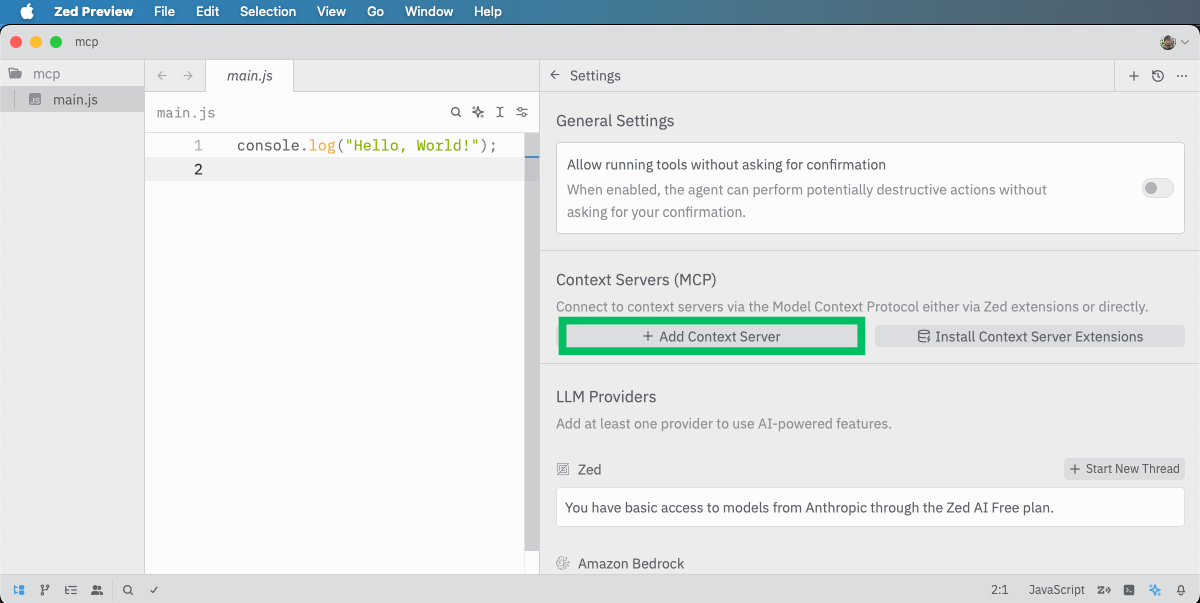 Zed Preview File Edit Selection View Go Window Help
mcp
mcp
main.js
main.js
main.js
1 console.log("Hello, World!");
2
Settings
General Settings
Allow running tools without asking for confirmation
When enabled, the agent can perform potentially destructive actions without
asking for your confirmation.
Context Servers (MCP)
Connect to context servers via the Model Context Protocol either via Zed extensions or directly.
+ Add Context Server
Install Context Server Extensions
LLM Providers
Add at least one provider to use AI-powered features.
Zed
+ Start New Thread
You have basic access to models from Anthropic through the Zed AI Free plan.
Amazon Bedrock
2:1 JavaScript